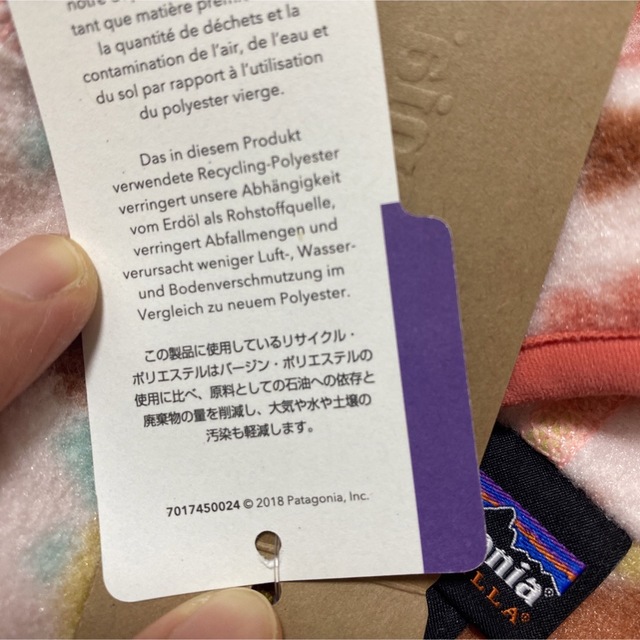 tant que matière premi
la quantité de déchets et la
contamination de l'air, de l'eau et
du sol par rapport à l'utilisation
du polyester vierge.
Das in diesem Produkt
verwendete Recycling-Polyester
verringert unsere Abhängigkeit
vom Erdöl als Rohstoffquelle,
verringert Abfallmengen und
verursacht weniger Luft-, Wasser-
und Bodenverschmutzung im
Vergleich zu neuem Polyester.
この製品に使用しているリサイクル・
ポリエステルはバージン・ポリエステルの
使用に比べ、原料としての石油への依存と
廃棄物の量を削減し、大気や水や土壌の
汚染も軽減します。
7017450024 © 2018 Patagonia, Inc.
onia
LLA®